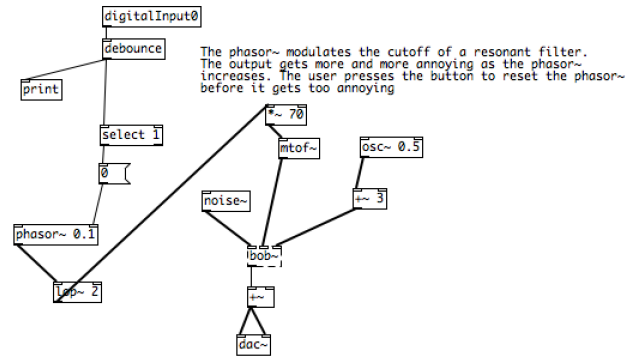 digitalInput0
debounce
The phasor~ modulates the cutoff of a resonant filter.
The output gets more and more annoying as the phasor~
increases. The user presses the button to reset the phasor~
before it gets too annoying
print
*~ 70
select 1
mtof~
osc~ 0.5
0
noise~
+~ 3
phasor~ 0.1
bob~
lop~ 2
+~
dac~